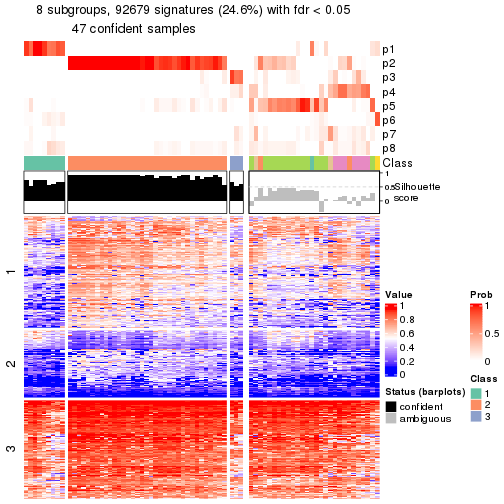 8 subgroups, 92679 signatures (24.6%) with fdr < 0.05
47 confident samples
p1
p2
p3
p4
p5
p6
p7
p8
Class
1
0.5
0
Silhouette
score
1
2
3
Value
1
0.8
0.6
0.4
0.2
0
Prob
1
0.5
0
Status (barplots)
confident
ambiguous
Class
1
2
3